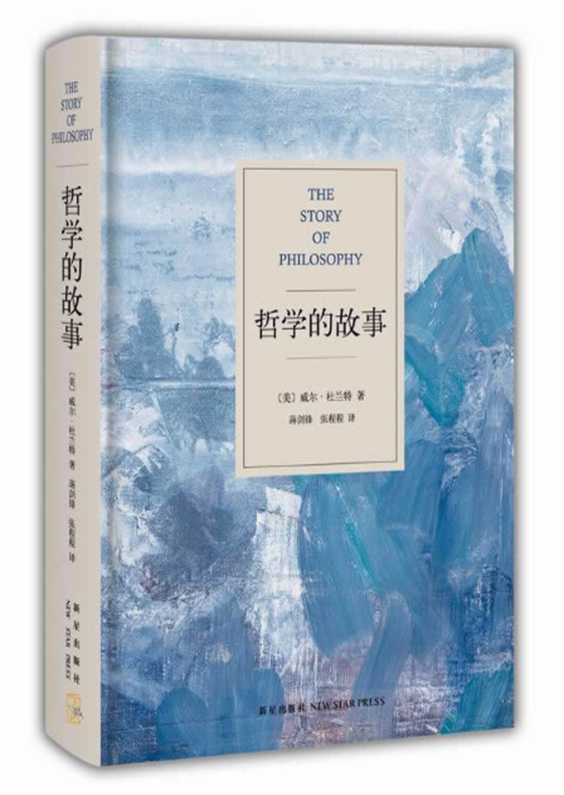 THE
STORY
OF
PHILOSOPHY
哲学的故事
〔美〕威尔·杜兰特 著 蒋剑锋 张程程 译
新星出版社
NEW STAR PRESS
THE
STORY
OF
PHILOSOPHY
哲学的故事
〔美〕威尔·杜兰特 著
蒋剑锋 张程程 译
新星出版社 NEW STAR PRESS